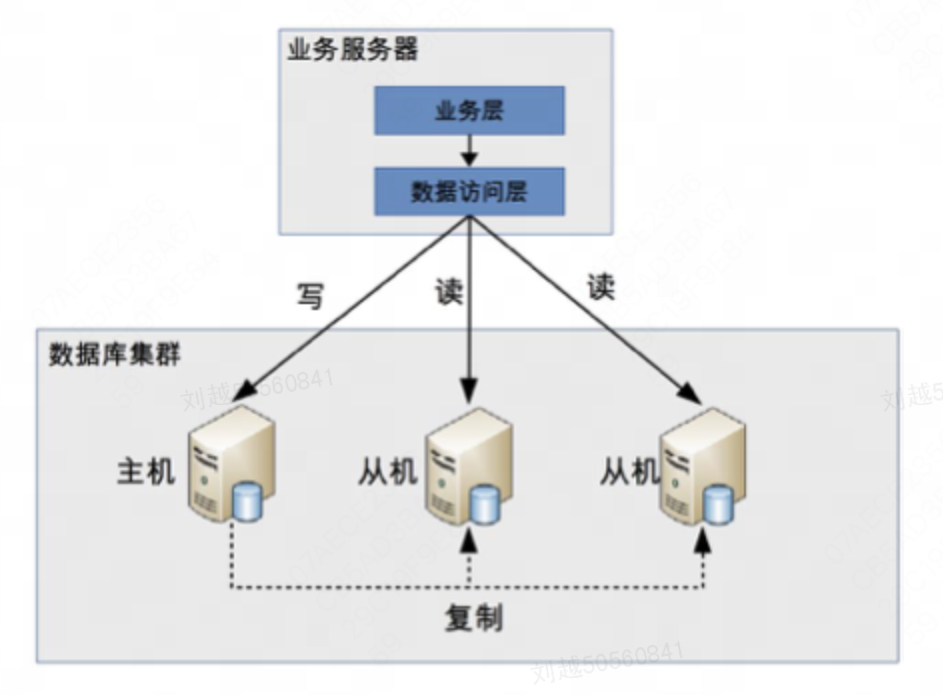 业务服务器
业务层
数据访问层
写
读
读
数据库集群
刘越50560841
刘越5
主机
从机
从机
复制
刘越50560841